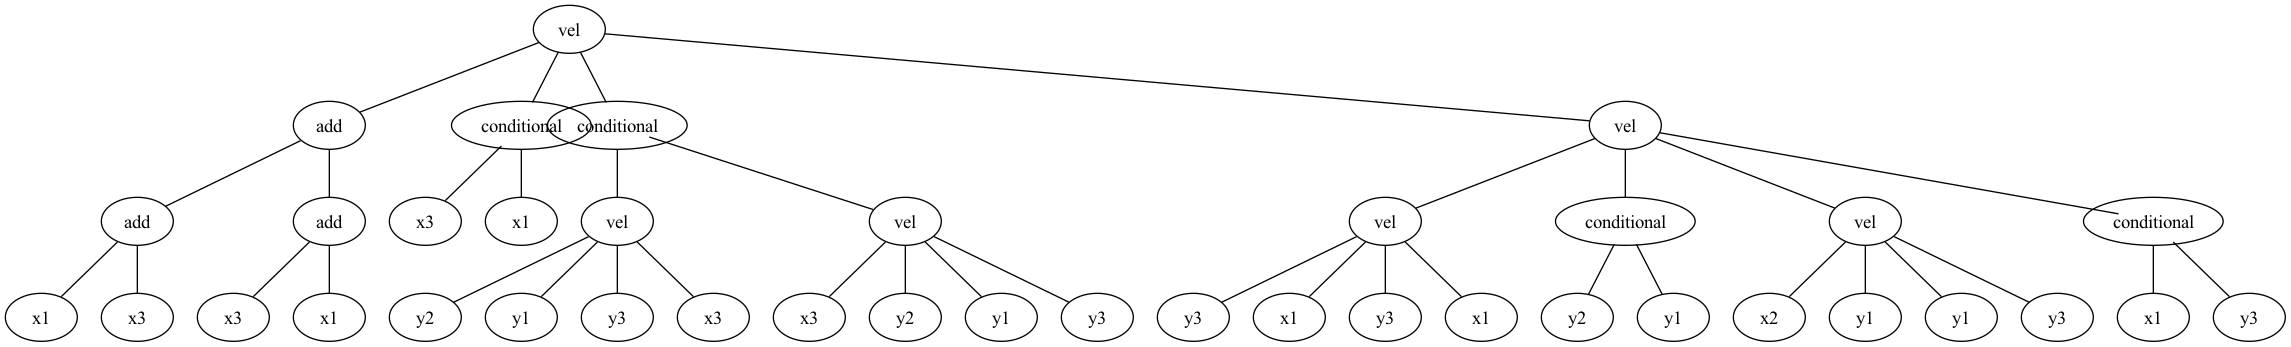 vel
add conditional conditional vel
add add x3 x1 vel vel vel conditional vel conditional
x1 x3 x3 x1 y2 y1 y3 x3 x3 y2 y1 y3 y3 x1 y3 x1 y2 y1 x2 y1 y1 y3 x1 y3